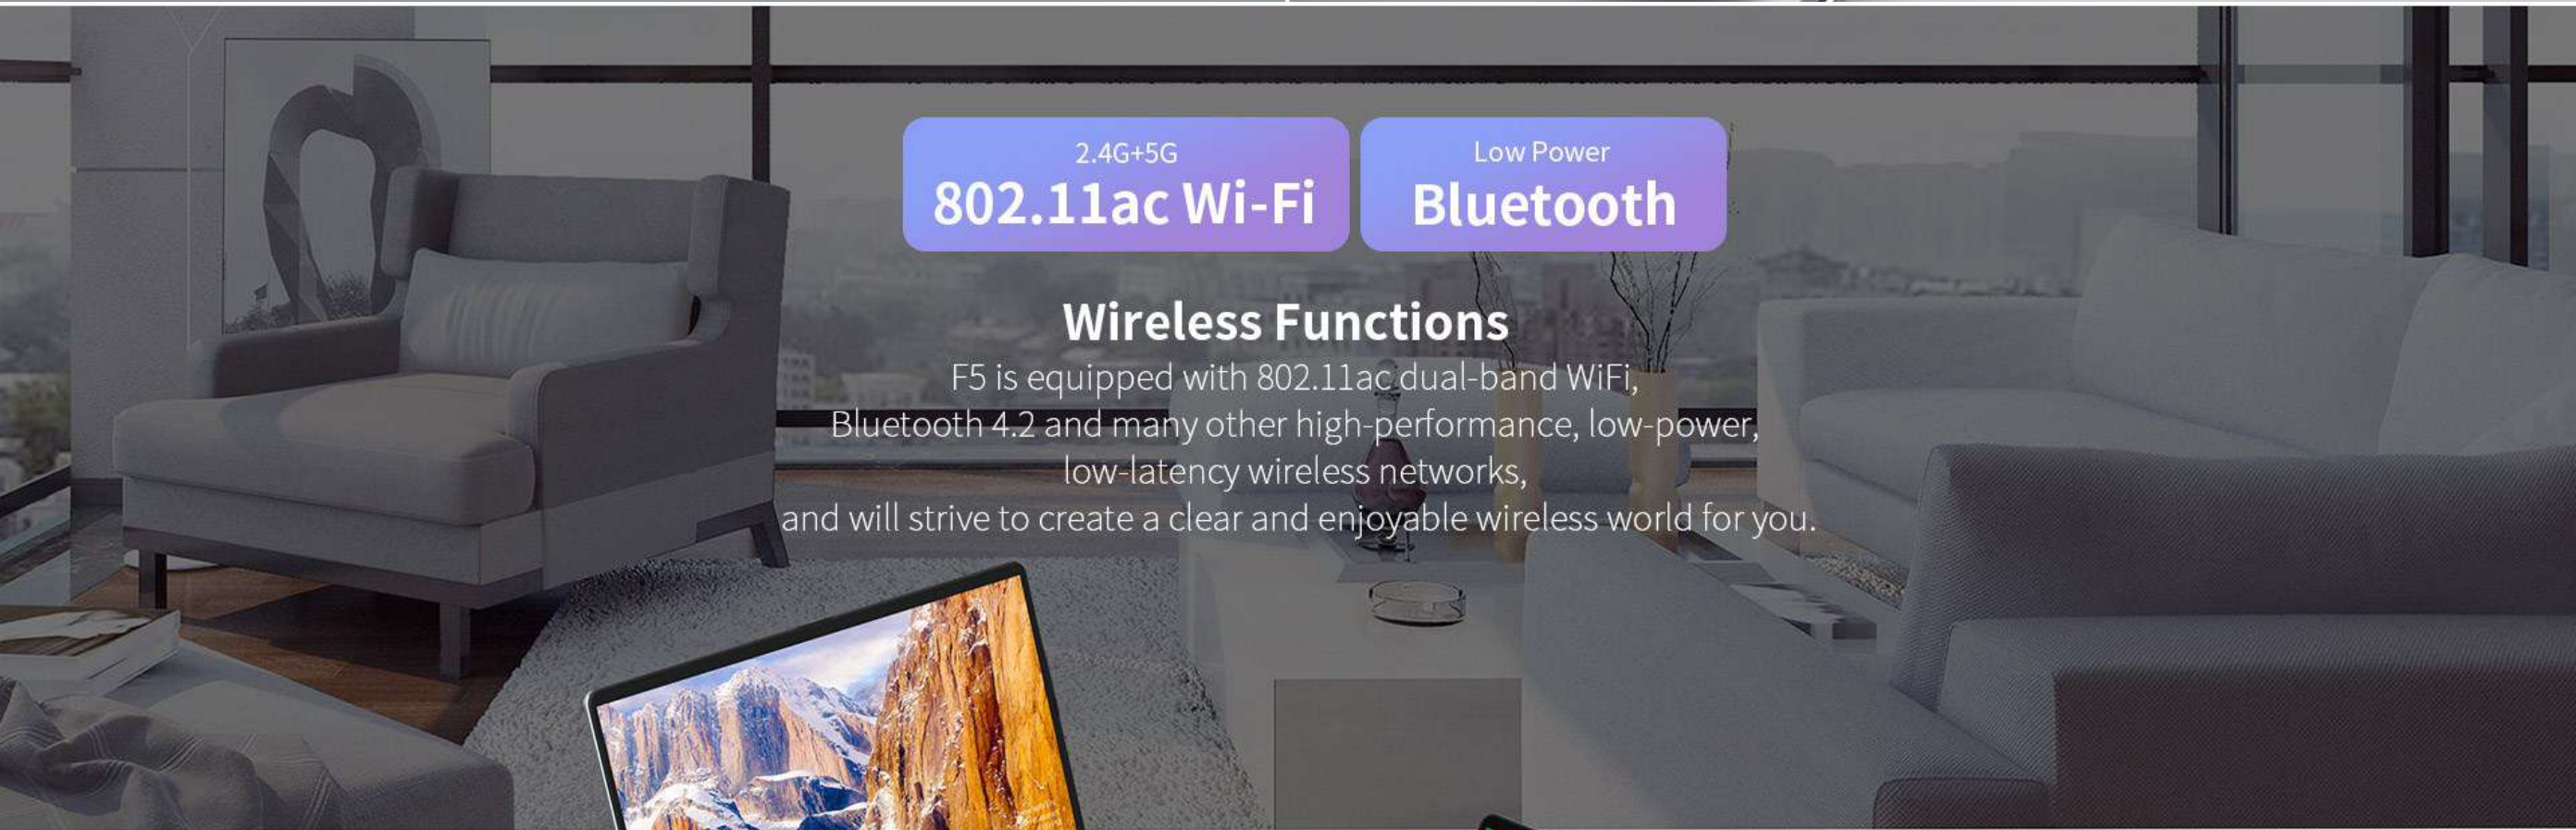 2.4G+5G
802.11ac Wi-Fi
Low Power
Bluetooth
Wireless Functions
F5 is equipped with 802.11ac dual-band WiFi,
Bluetooth 4.2 and many other high-performance, low-power,
low-latency wireless networks,
and will strive to create a clear and enjoyable wireless world for you.